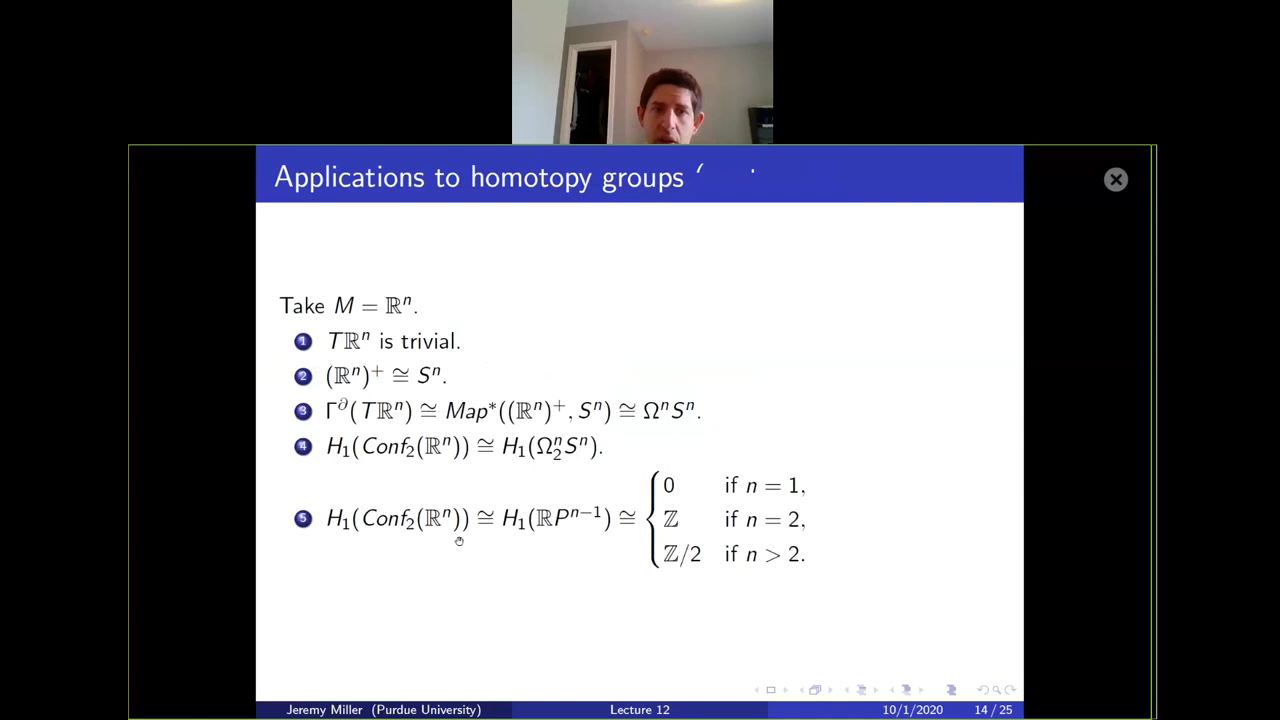 Applications to homotopy groups
Take M = ℝⁿ.
1 Tℝⁿ is trivial.
2 (ℝⁿ)⁺ ≅ Sⁿ.
3 Γ^∂(Tℝⁿ) ≅ Map*((ℝⁿ)⁺, Sⁿ) ≅ ΩⁿSⁿ.
4 H₁(Conf₂(ℝⁿ)) ≅ H₁(Ω₂ⁿSⁿ).
5 H₁(Conf₂(ℝⁿ)) ≅ H₁(ℝPⁿ⁻¹) ≅ { 0 if n = 1,
ℤ if n = 2,
ℤ/2 if n > 2.
Jeremy Miller (Purdue University) Lecture 12 10/1/2020 14 / 25